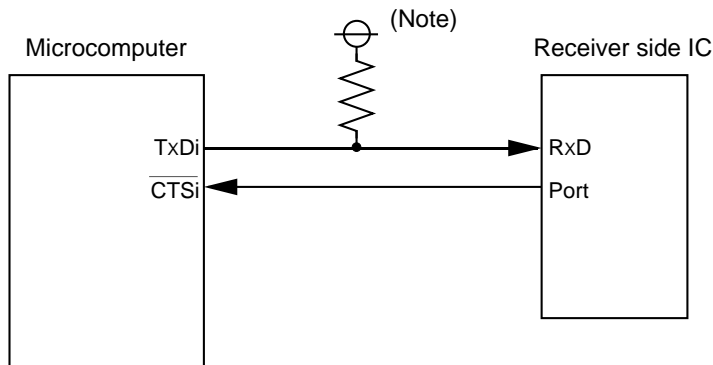 (Note)
Microcomputer
Receiver side IC
TxDi
RxD
CTSi
Port